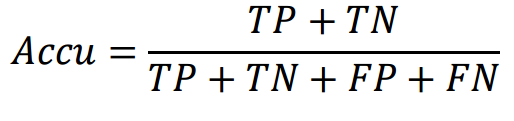 Accu = (TP + TN) / (TP + TN + FP + FN)